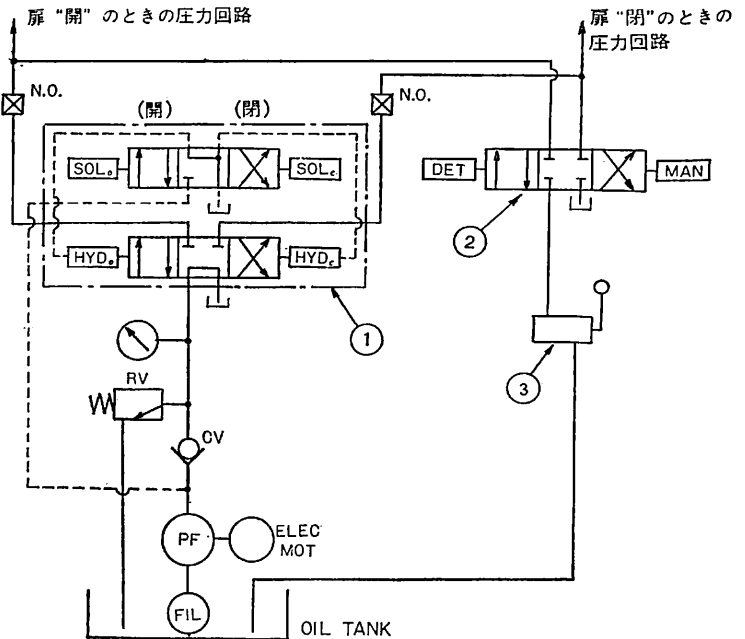 扉 "開" のときの圧力回路
扉 "閉" のときの
圧力回路
N.O.
N.O.
(開)
(閉)
SOLo
SOLc
DET
MAN
②
HYDo
HYDc
①
③
RV
CV
PF
ELEC
MOT
FIL
OIL TANK